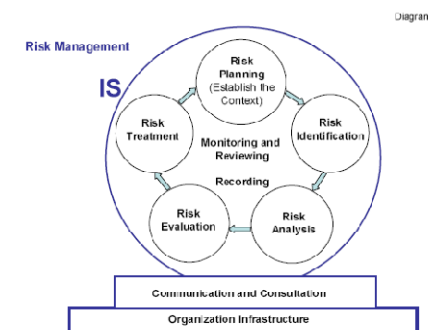 Diagran
Risk Management
IS
Risk
Planning
(Establish the
Context)
Risk
Treatment
Risk
Identification
Monitoring and
Reviewing
Recording
Risk
Evaluation
Risk
Analysis
Communication and Consultation
Organization Infrastructure